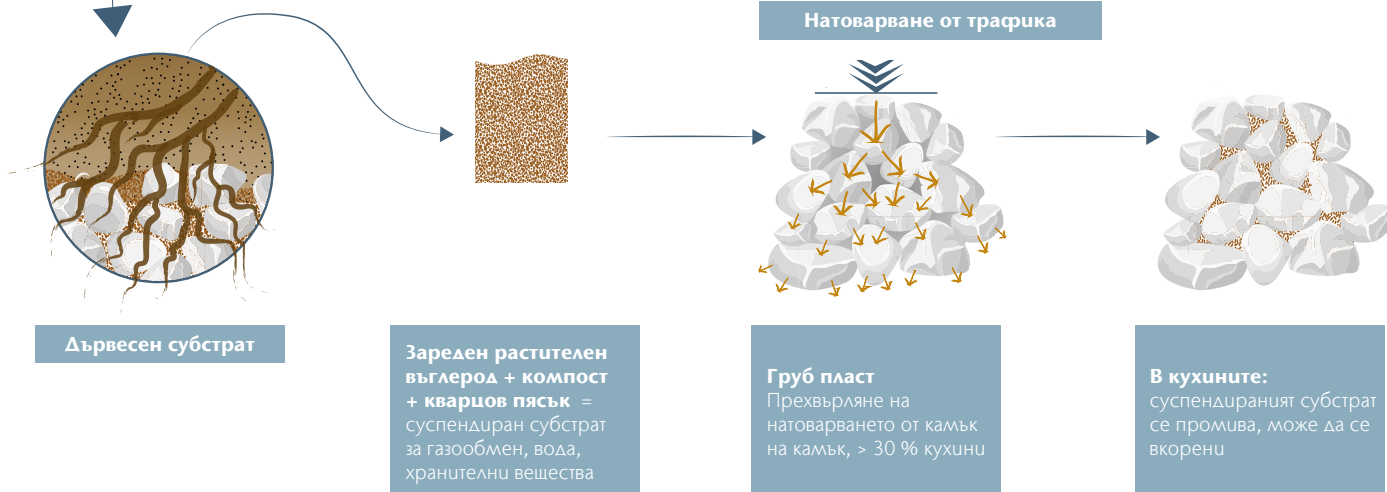 Натоварване от трафика
Дървесен субстрат
Зареден растителен
въглерод + компост
+ кварцов пясък =
суспендиран субстрат
за газообмен, вода,
хранителни вещества
Груб пласт
Прехвърляне на
натоварването от камък
на камък, > 30 % кухини
В кухините:
суспендираният субстрат
се промива, може да се
вкорени